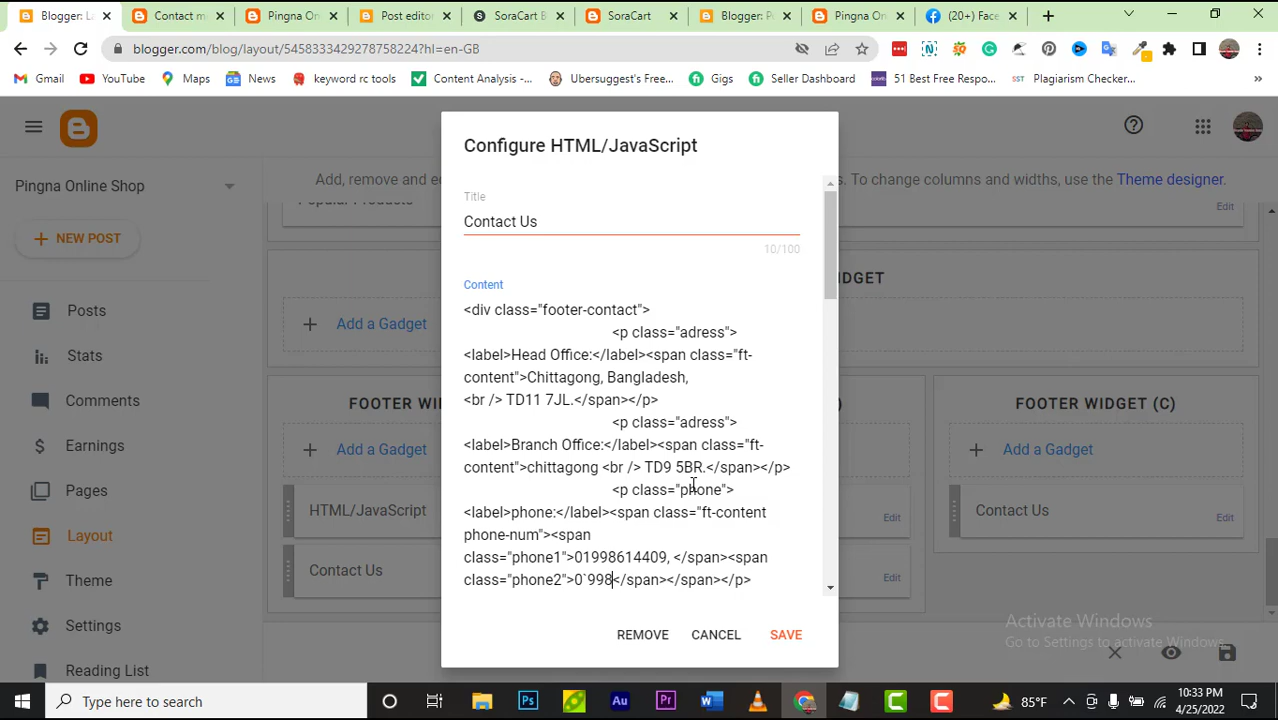 Blogger: La
Contact m
Pingna On
Post editor
SoraCart B
SoraCart
Blogger: P
Pingna On
(20+) Face
blogger.com/blog/layout/5458333429278758224?hl=en-GB
Gmail
YouTube
Maps
News
keyword rc tools
Content Analysis -...
Ubersuggest's Free...
Gigs
Seller Dashboard
51 Best Free Respo...
SST
Plagiarism Checker...
»
Pingna Online Shop
NEW POST
Posts
Stats
Comments
Earnings
Pages
Layout
Theme
Settings
Reading List
Add, remove and e
. To change columns and widths, use the Theme designer.
Popular Products
Edit
DGET
Add a Gadget
FOOTER WI
)
FOOTER WIDGET (C)
Add a Gadget
Add a Gadget
HTML/JavaScript
Edit
Contact Us
Edit
Contact Us
Edit
Configure HTML/JavaScript
Title
Contact Us
10/100
Content
<div class="footer-contact">
<p class="adress">
<label>Head Office:</label><span class="ft-
content">Chittagong, Bangladesh,
<br /> TD11 7JL.</span></p>
<p class="adress">
<label>Branch Office:</label><span class="ft-
content">chittagong <br /> TD9 5BR.</span></p>
<p class="phone">
<label>phone:</label><span class="ft-content
phone-num"><span
class="phone1">01998614409, </span><span
class="phone2">0`998</span></span></p>
REMOVE
CANCEL
SAVE
Activate Windows
Go to Settings to activate Windows.
Type here to search
Ps
Au
Pr
W
85°F
10:33 PM
4/25/2022